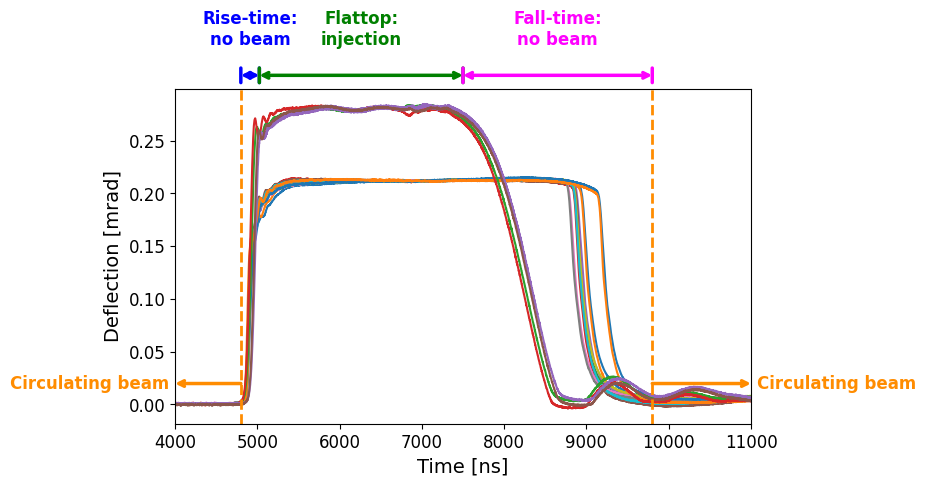 Rise-time:
no beam
Flattop:
injection
Fall-time:
no beam
Deflection [mrad]
0.25
0.20
0.15
0.10
0.05
0.00
Circulating beam
Circulating beam
4000 5000 6000 7000 8000 9000 10000 11000
Time [ns]